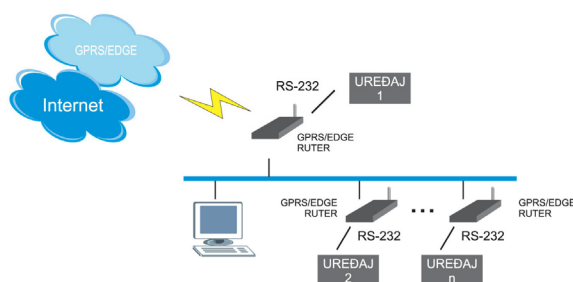 GPRS/EDGE
Internet
RS-232
UREĐAJ
1
GPRS/EDGE
RUTER
GPRS/EDGE
RUTER
...
GPRS/EDGE
RUTER
RS-232
RS-232
UREĐAJ
2
UREĐAJ
n